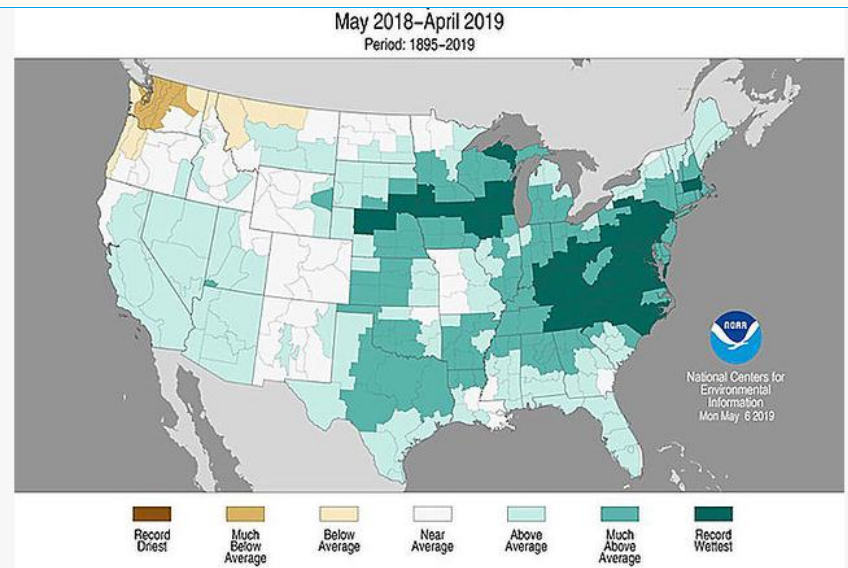 May 2018–April 2019
Period: 1895–2019
NOAA
National Centers for
Environmental
Information
Mon May 6 2019
Record
Driest
Much
Below
Average
Below
Average
Near
Average
Above
Average
Much
Above
Average
Record
Wettest